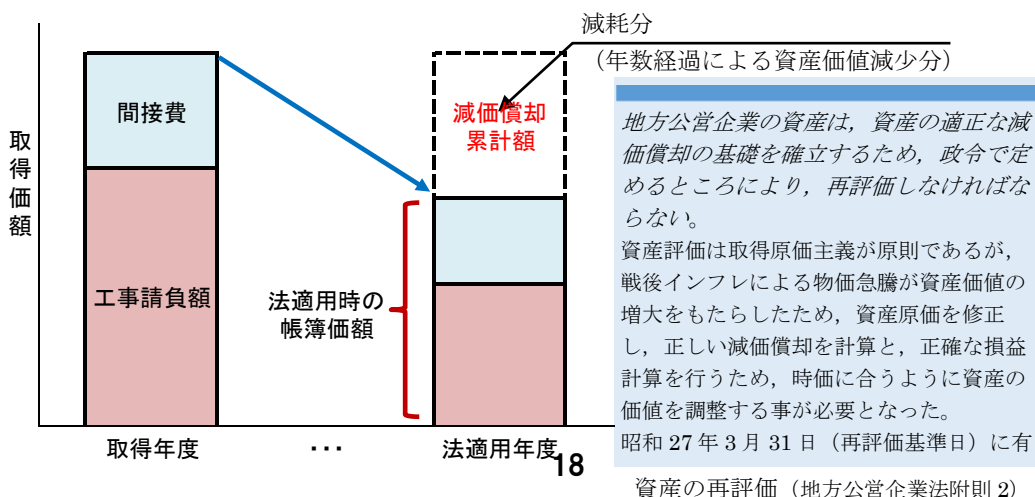 減耗分
（年数経過による資産価値減少分）
間接費
減価償却
累計額
取得価額
工事請負額
法適用時の
帳簿価額
取得年度
･･･
法適用年度
18
地方公営企業の資産は，資産の適正な減
価償却の基礎を確立するため，政令で定
めるところにより，再評価しなければな
らない。
資産評価は取得原価主義が原則であるが，
戦後インフレによる物価急騰が資産価値の
増大をもたらしたため，資産原価を修正
し，正しい減価償却を計算と，正確な損益
計算を行うため，時価に合うように資産の
価値を調整する事が必要となった。
昭和 27 年 3 月 31 日（再評価基準日）に有
資産の再評価（地方公営企業法附則 2）